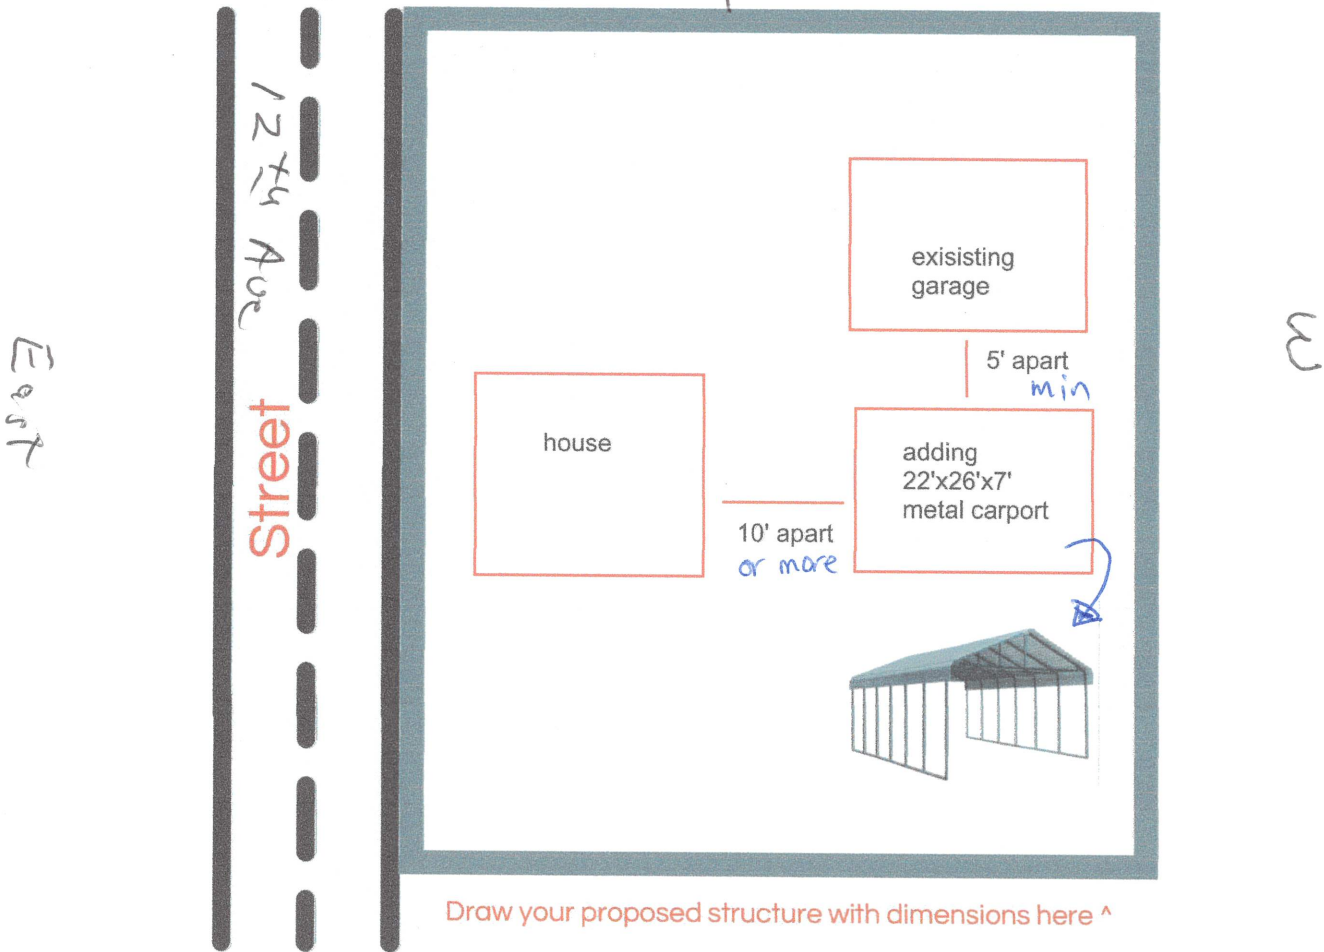 12th Ave
Street
East
exisisting
garage
5' apart
min
W
house
adding
22'x26'x7'
metal carport
10' apart
or more
Draw your proposed structure with dimensions here ^